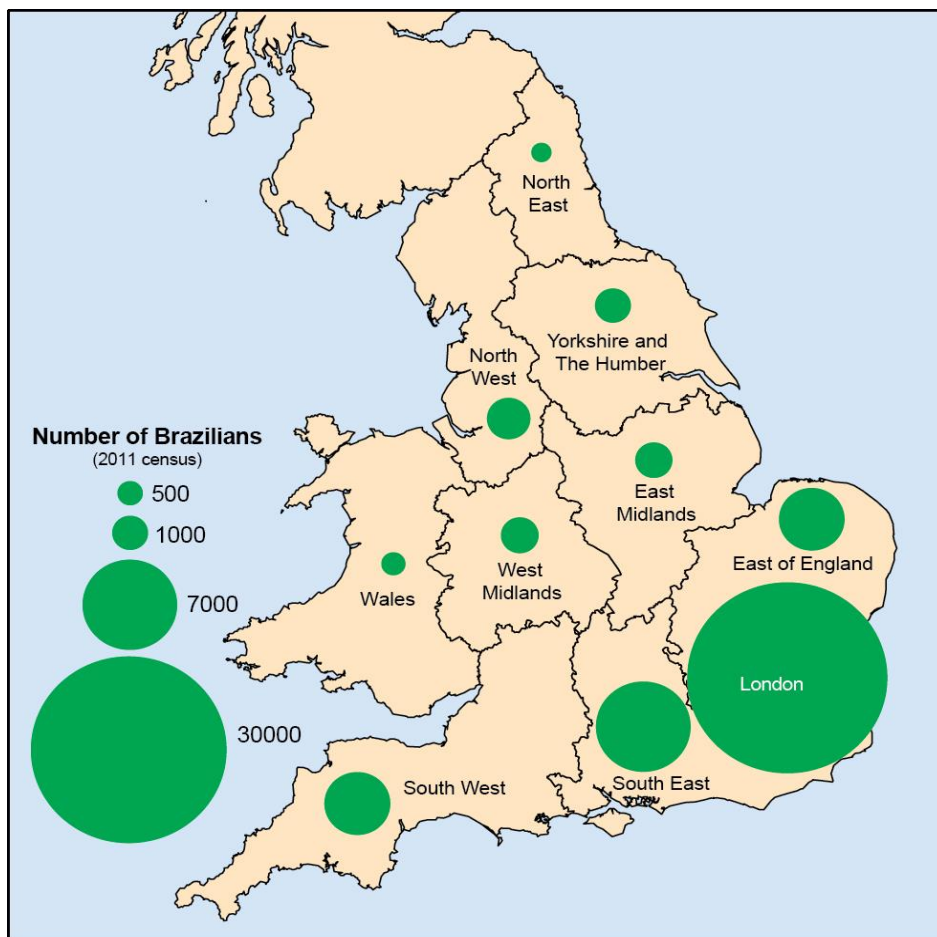 North
East
Yorkshire and
The Humber
North
West
Number of Brazilians
(2011 census)
500
1000
7000
30000
East
Midlands
East of England
West
Midlands
Wales
London
South East
South West